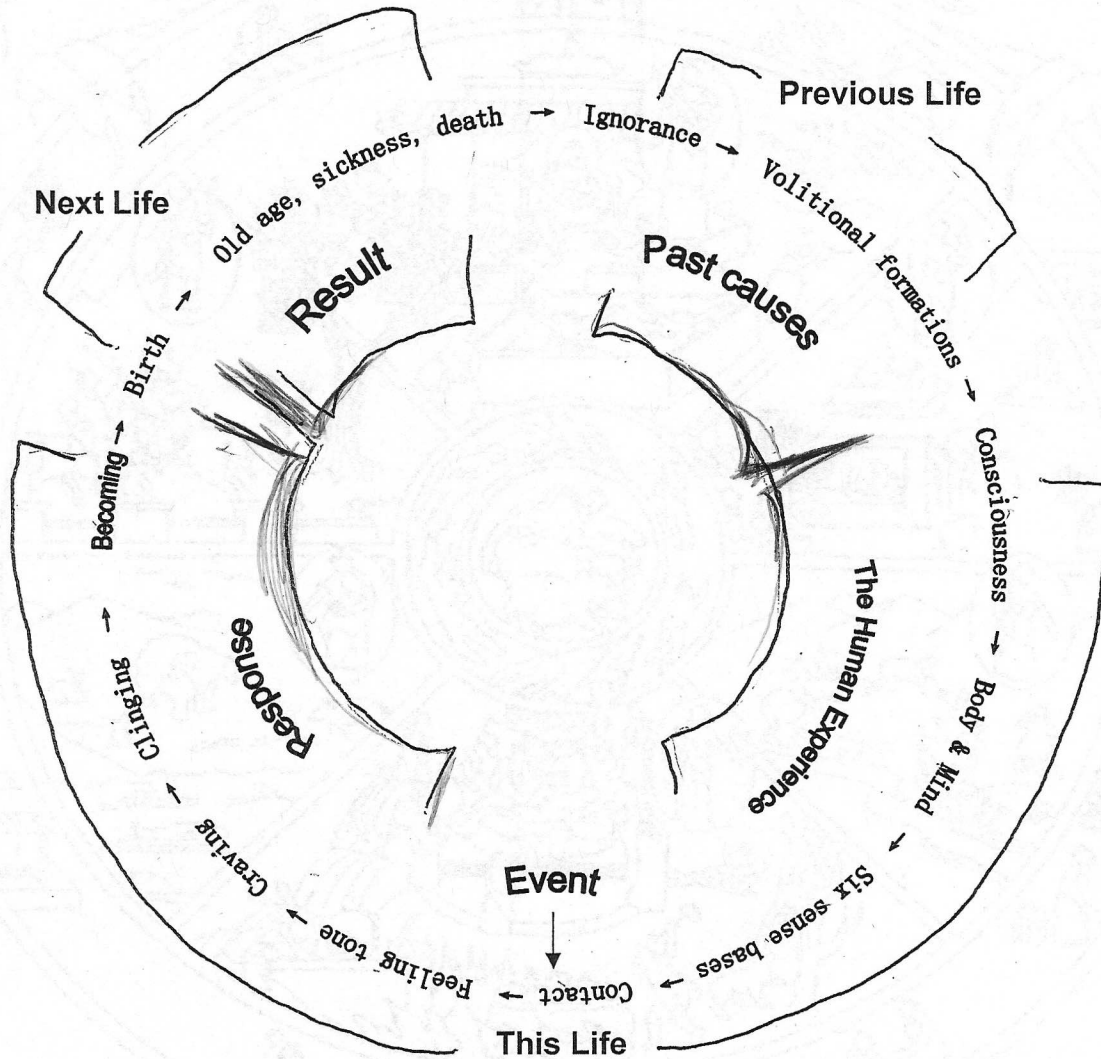 Previous Life
Ignorance → Volitional formations → Consciousness → Body & Mind → Six sense bases → Contact → Feeling tone → Craving → Clinging → Becoming → Birth → Old age, sickness, death →
Next Life
Result
Past causes
The Human Experience
Response
Event
This Life